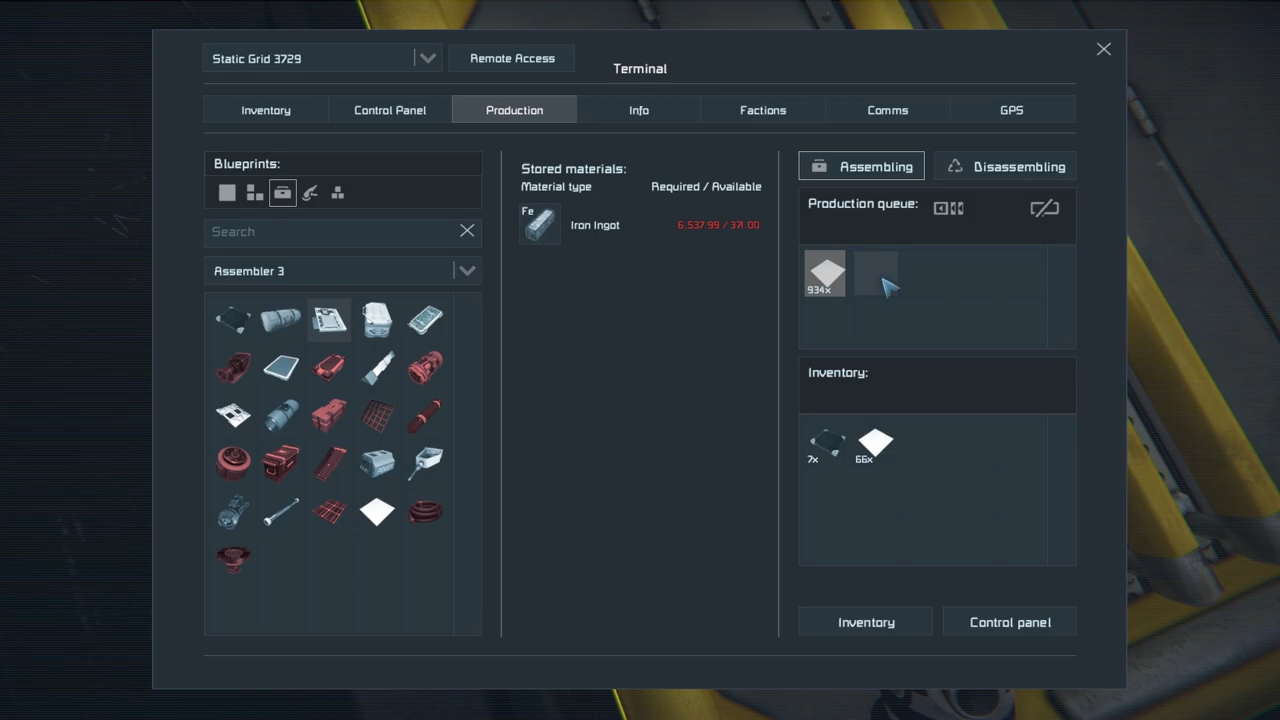 Static Grid 3729
Remote Access
Terminal
Inventory
Control Panel
Production
Info
Factions
Comms
GPS
Blueprints:
Search
Assembler 3
Stored materials:
Material type
Required / Available
Fe
Iron Ingot
6,537.99 / 371.00
Assembling
Disassembling
Production queue:
934x
Inventory:
7x
66x
Inventory
Control panel